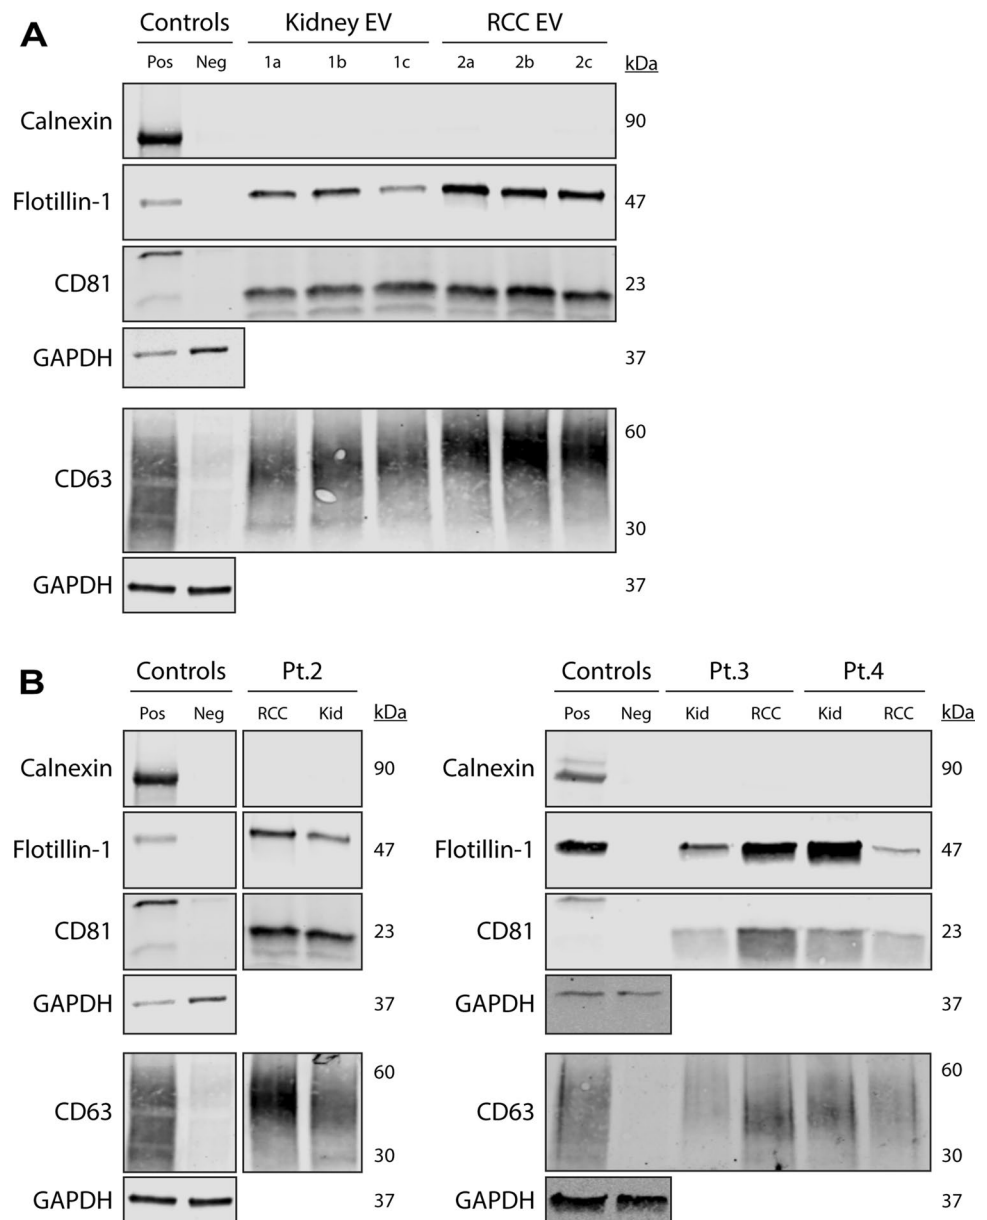 A
Controls Kidney EV RCC EV
Pos Neg 1a 1b 1c 2a 2b 2c kDa
Calnexin 90
Flotillin-1 47
CD81 23
GAPDH 37
60
CD63
30
GAPDH 37
B
Controls Pt.2
Pos Neg RCC Kid kDa
Calnexin 90
Flotillin-1 47
CD81 23
GAPDH 37
60
CD63
30
GAPDH 37
Controls Pt.3 Pt.4
Pos Neg Kid RCC Kid RCC kDa
Calnexin 90
Flotillin-1 47
CD81 23
GAPDH 37
60
CD63
30
GAPDH 37